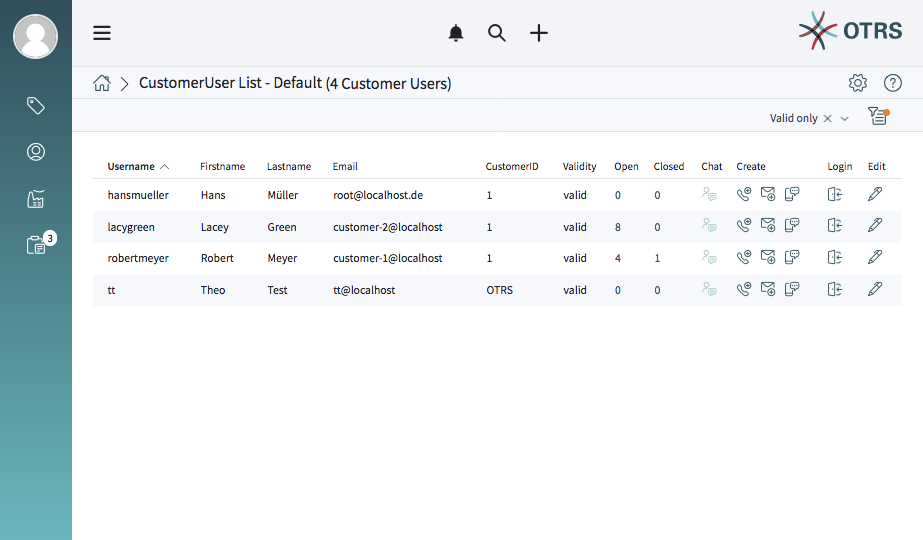 OTRS
CustomerUser List - Default (4 Customer Users)
Valid only
Username Firstname Lastname Email CustomerID Validity Open Closed Chat Create Login Edit
hansmueller Hans Müller root@localhost.de 1 valid 0 0
lacygreen Lacey Green customer-2@localhost 1 valid 8 0
3
robertmeyer Robert Meyer customer-1@localhost 1 valid 4 1
tt Theo Test tt@localhost OTRS valid 0 0